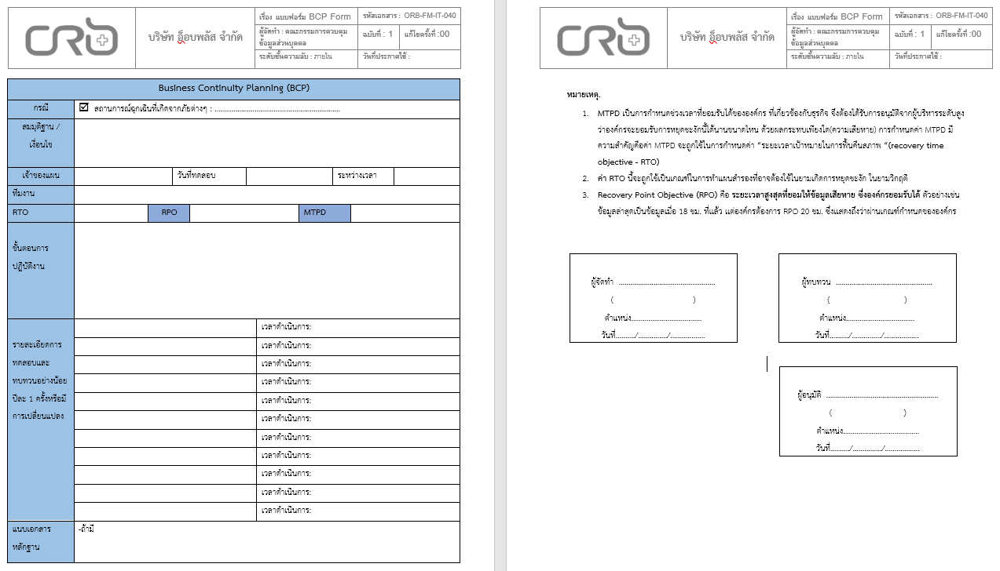 ORb
บริษัท อ็อบพลัส จำกัด
เรื่อง แบบฟอร์ม BCP Form
รหัสเอกสาร : ORB-FM-IT-040
ผู้จัดทำ : คณะกรรมการควบคุม
ข้อมูลส่วนบุคคล
ฉบับที่ : 1
แก้ไขครั้งที่ :00
ระดับชั้นความลับ : ภายใน
วันที่ประกาศใช้ :
Business Continuity Planning (BCP)
กรณี
☑ สถานการณ์ฉุกเฉินที่เกิดจากภัยต่างๆ : ................................................................
สมมุติฐาน /
เงื่อนไข
เจ้าของแผน
วันที่ทดสอบ
ระหว่างเวลา
ทีมงาน
RTO
RPO
MTPD
ขั้นตอนการ
ปฏิบัติงาน
รายละเอียดการ
ทดสอบและ
ทบทวนอย่างน้อย
ปีละ 1 ครั้งหรือมี
การเปลี่ยนแปลง
เวลาดำเนินการ:
เวลาดำเนินการ:
เวลาดำเนินการ:
เวลาดำเนินการ:
เวลาดำเนินการ:
เวลาดำเนินการ:
เวลาดำเนินการ:
เวลาดำเนินการ:
เวลาดำเนินการ:
เวลาดำเนินการ:
เวลาดำเนินการ:
แนบเอกสาร
หลักฐาน
-ถ้ามี
ORb
บริษัท อ็อบพลัส จำกัด
เรื่อง แบบฟอร์ม BCP Form
รหัสเอกสาร : ORB-FM-IT-040
ผู้จัดทำ : คณะกรรมการควบคุม
ข้อมูลส่วนบุคคล
ฉบับที่ : 1
แก้ไขครั้งที่ :00
ระดับชั้นความลับ : ภายใน
วันที่ประกาศใช้ :
หมายเหตุ.
1. MTPD เป็นการกำหนดช่วงเวลาที่ยอมรับได้ขององค์กร ที่เกี่ยวข้องกับธุรกิจ จึงต้องได้รับการอนุมัติจากผู้บริหารระดับสูง
ว่าองค์กรจะยอมรับการหยุดชะงักนี้ได้นานขนาดไหน ด้วยผลกระทบเพียงใด(ความเสียหาย) การกำหนดค่า MTPD มี
ความสำคัญคือค่า MTPD จะถูกใช้ในการกำหนดค่า “ระยะเวลาเป้าหมายในการฟื้นคืนสภาพ “(recovery time
objective - RTO)
2. ค่า RTO นี้จะถูกใช้เป็นเกณฑ์ในการทำแผนสำรองที่อาจต้องใช้ในยามเกิดการหยุดชะงัก ในยามวิกฤติ
3. Recovery Point Objective (RPO) คือ ระยะเวลาสูงสุดที่ยอมให้ข้อมูลเสียหาย ซึ่งองค์กรยอมรับได้ ตัวอย่างเช่น
ข้อมูลล่าสุดเป็นข้อมูลเมื่อ 18 ชม. ที่แล้ว แต่องค์กรต้องการ RPO 20 ชม. ซึ่งแสดงถึงว่าผ่านเกณฑ์กำหนดขององค์กร
ผู้จัดทำ ..................................................
( )
ตำแหน่ง.....................................
วันที่........../.............../..................
ผู้ทบทวน ..................................................
( )
ตำแหน่ง.....................................
วันที่........../.............../..................
ผู้อนุมัติ ..........................................................
( )
ตำแหน่ง.......................................
วันที่........../.............../..................